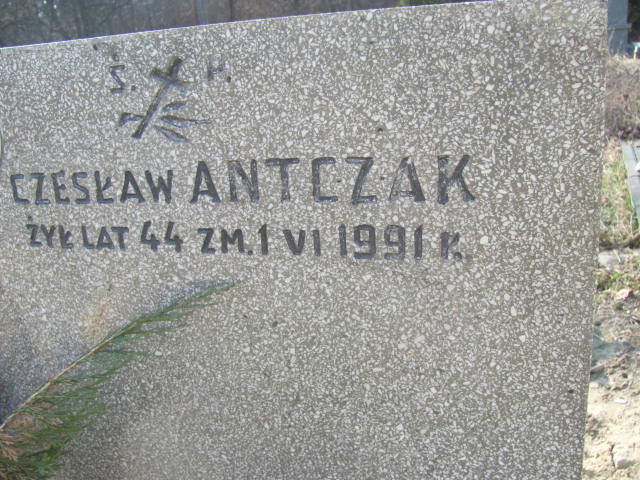 Ś. P.
CZESŁAW ANTCZAK
ŻYŁ LAT 44 ZM. 1 VI 1991 R.